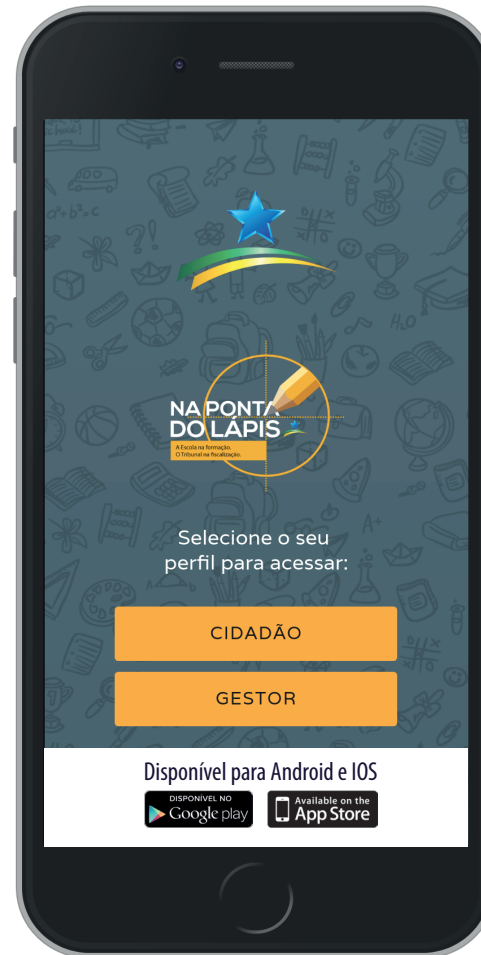 NA PONTA
DO LÁPIS
A Escola na formação.
O Tribunal na fiscalização.
Selecione o seu
perfil para acessar:
CIDADÃO
GESTOR
Disponível para Android e IOS
DISPONÍVEL NO
Google play
Available on the
App Store